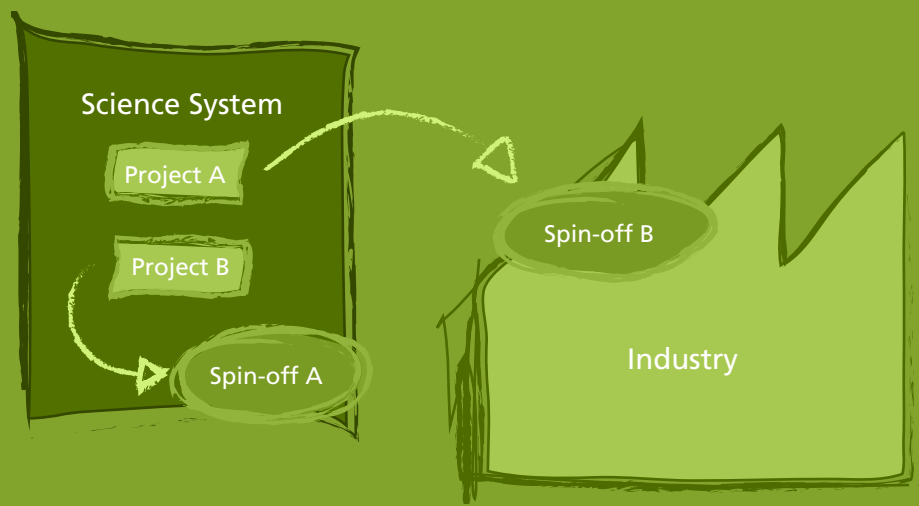 Science System
Project A
Project B
Spin-off A
Spin-off B
Industry